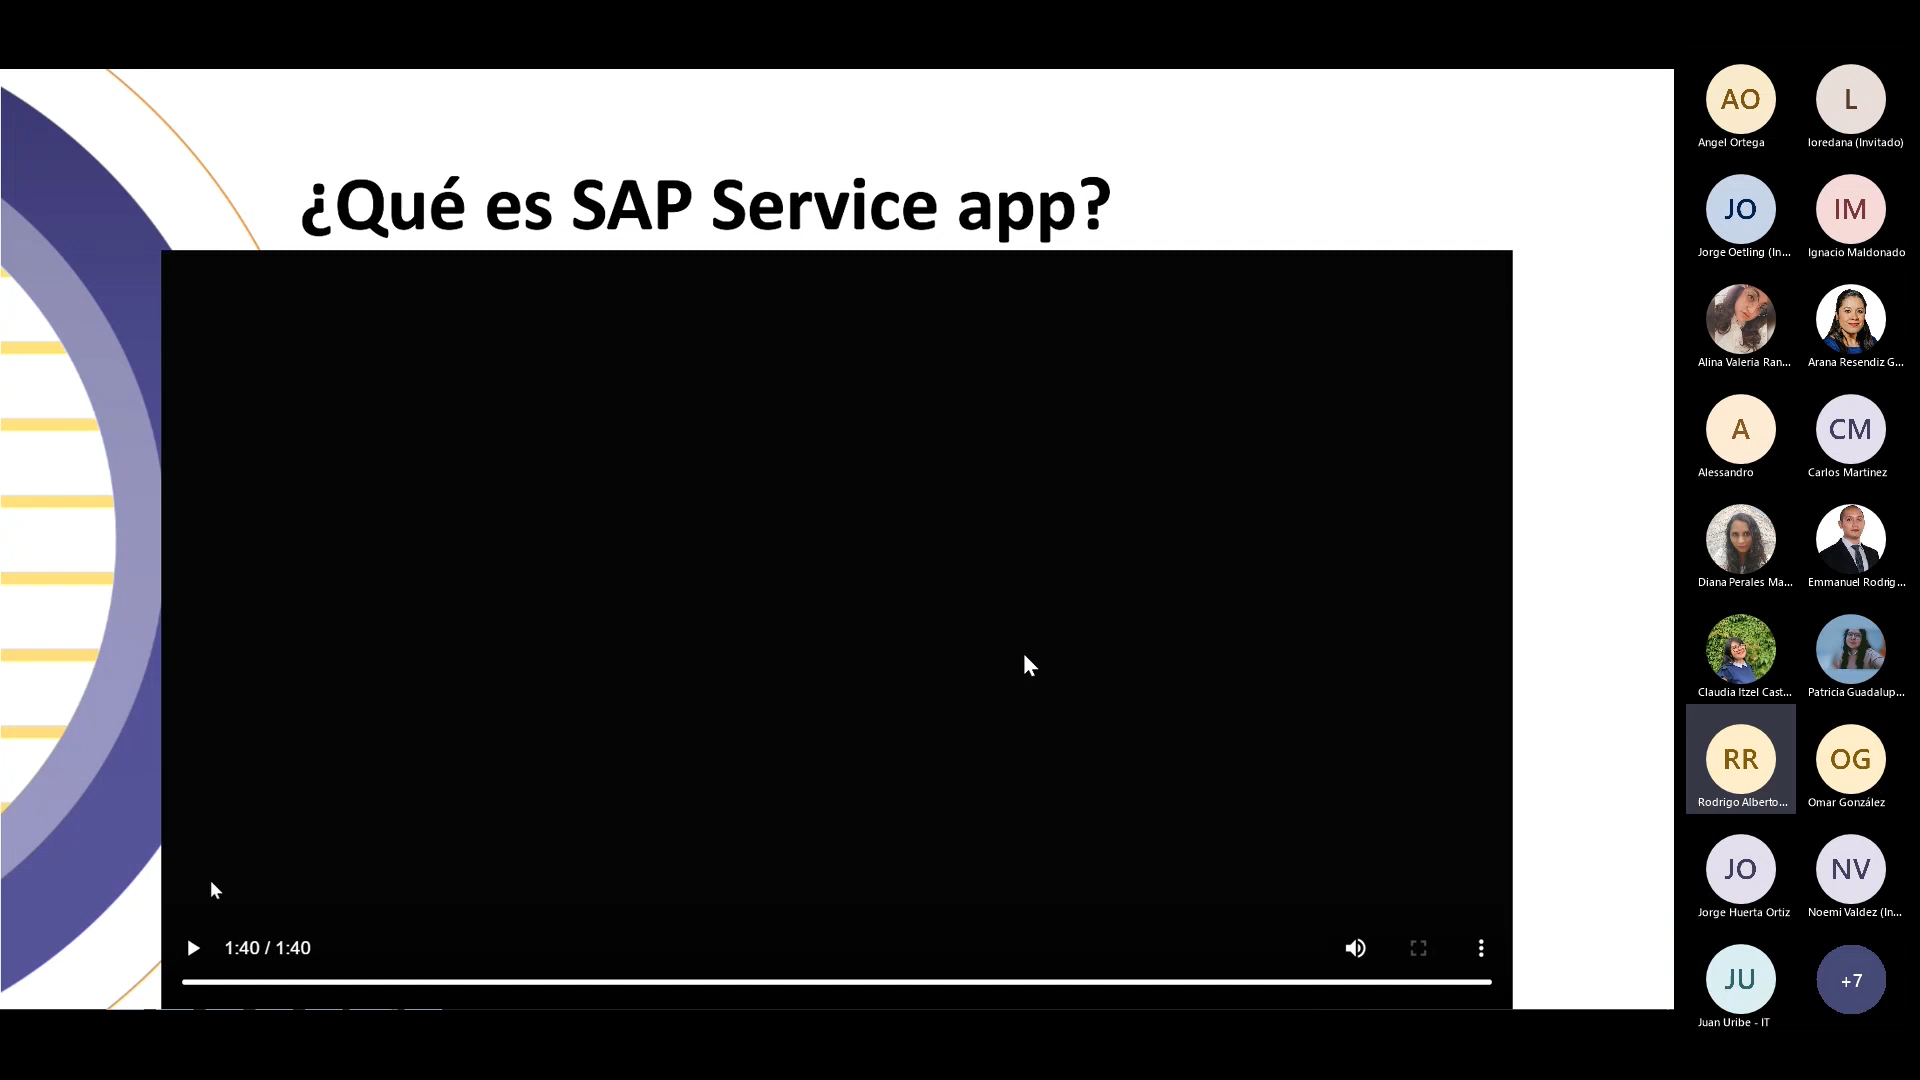 ¿Qué es SAP Service app?
1:40 / 1:40
AO
L
Angel Ortega
loredana (Invitado)
JO
IM
Jorge Oetling (In...
Ignacio Maldonado
Alina Valeria Ran...
Arana Resendiz G...
A
CM
Alessandro
Carlos Martinez
Diana Perales Ma...
Emmanuel Rodrig...
Claudia Itzel Cast...
Patricia Guadalup...
RR
OG
Rodrigo Alberto...
Omar González
JO
NV
Jorge Huerta Ortiz
Noemí Valdez (In...
JU
+7
Juan Uribe - IT